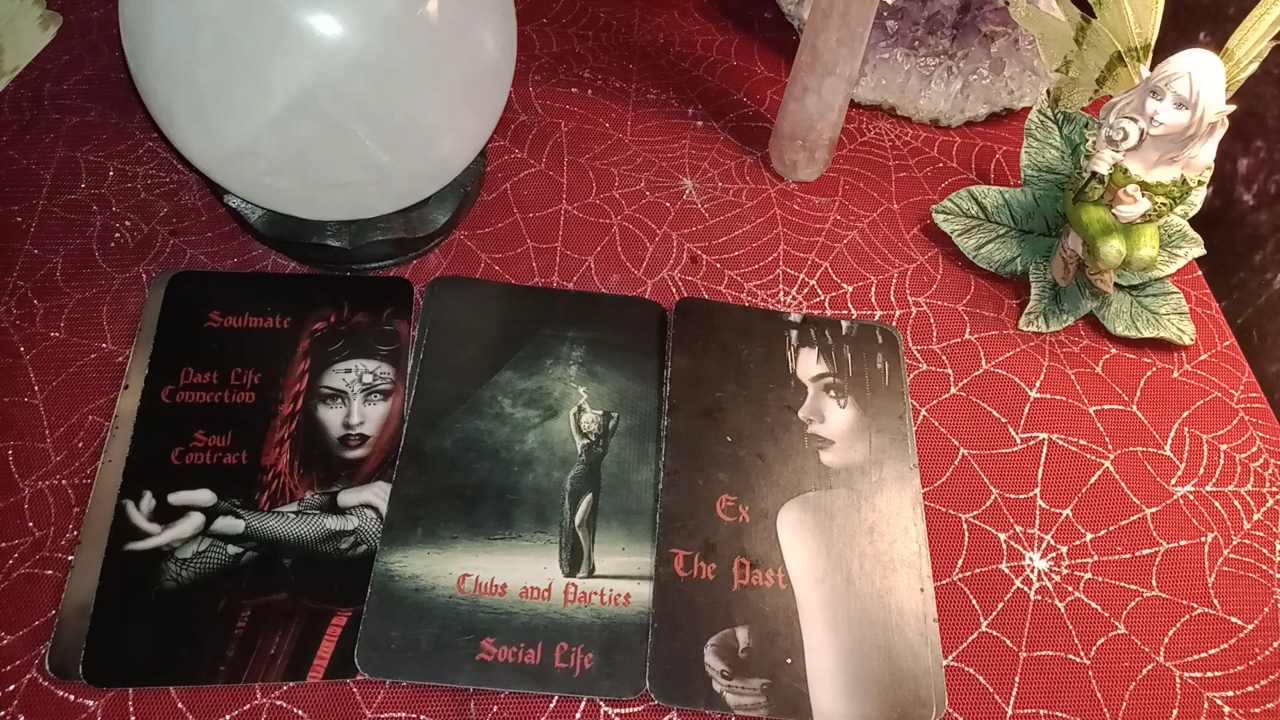 Soulmate
Past Life
Connection
Soul
Contract
Clubs and Parties
Social Life
Ex
The Past